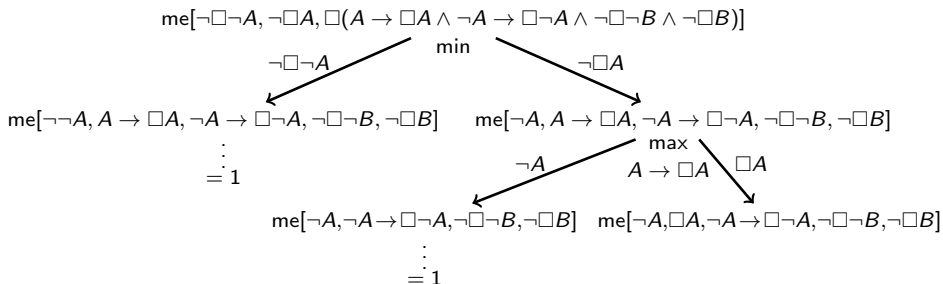 me[¬□¬A, ¬□A, □(A → □A ∧ ¬A → □¬A ∧ ¬□¬B ∧ ¬□B)]
min
¬□¬A
¬□A
me[¬¬A, A → □A, ¬A → □¬A, ¬□¬B, ¬□B]
me[¬A, A → □A, ¬A → □¬A, ¬□¬B, ¬□B]
max
⋮
= 1
¬A
A → □A
□A
me[¬A,¬A→□¬A,¬□¬B,¬□B]
me[¬A,□A,¬A→□¬A,¬□¬B,¬□B]
⋮
= 1